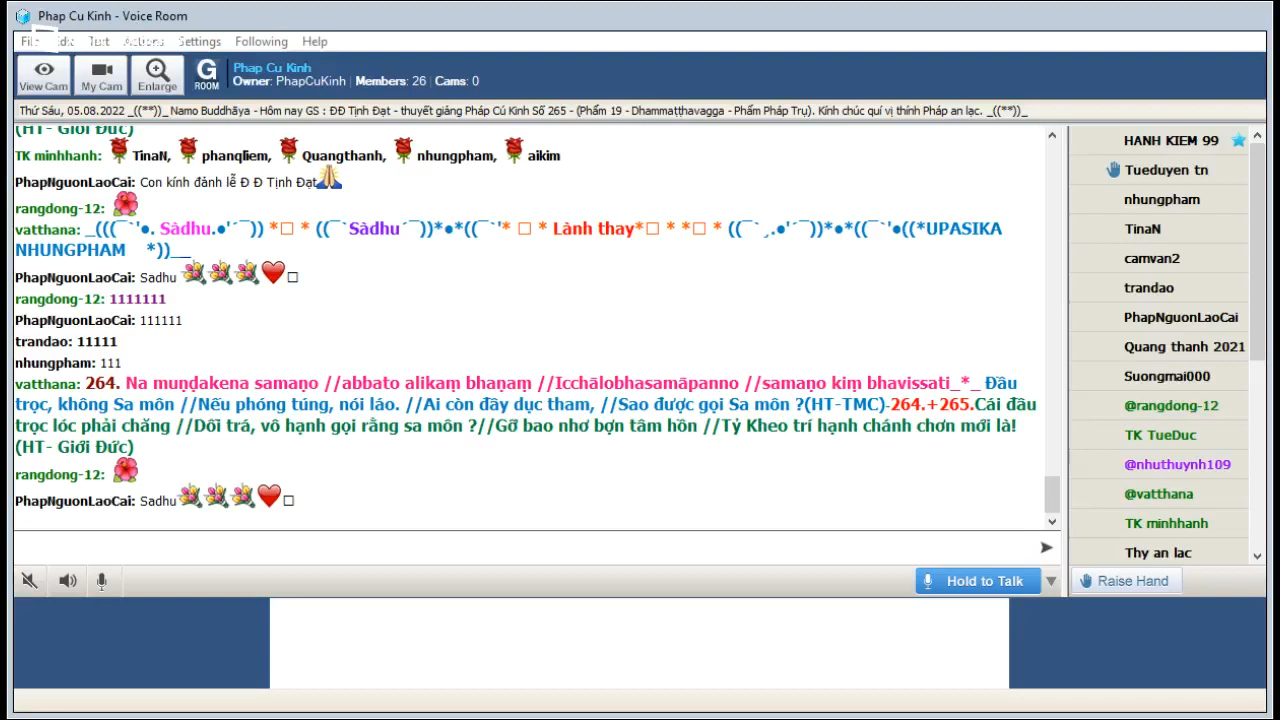 Phap Cu Kinh - Voice Room
File Edit Text Actions Settings Following Help
View Cam My Cam Enlarge G ROOM
Phap Cu Kinh
Owner: PhapCuKinh | Members: 26 | Cams: 0
Thứ Sáu, 05.08.2022 _((**))_ Namo Buddhāya - Hôm nay GS : ĐĐ Tịnh Đạt - thuyết giảng Pháp Cú Kinh Số 265 - (Phẩm 19 - Dhammaṭṭhavagga - Phẩm Pháp Trụ). Kính chúc quí vị thính Pháp an lạc. _((**))_
(HT- Giới Đức)
TK minhhanh: TinaN, phanqliem, Quangthanh, nhungpham, aikim
PhapNguonLaoCai: Con kính đảnh lễ Đ Đ Tịnh Đạt
rangdong-12:
vatthana: _(((¯`'•. Sàdhu.•'´¯)) *□ * ((¯`Sàdhu´¯))*•*((¯`'* □ * Lành thay*□ * *□ * ((¯`¸.•'´¯))*•*((¯`'•((*UPASIKA
NHUNGPHAM *))__
PhapNguonLaoCai: Sadhu □
rangdong-12: 1111111
PhapNguonLaoCai: 111111
trandao: 11111
nhungpham: 111
vatthana: 264. Na muṇḍakena samaṇo //abbato alikaṃ bhaṇaṃ //Icchālobhasamāpanno //samaṇo kiṃ bhavissati_*_ Đầu
trọc, không Sa môn //Nếu phóng túng, nói láo. //Ai còn đầy dục tham, //Sao được gọi Sa môn ?(HT-TMC)-264.+265.Cái đầu
trọc lóc phải chăng //Dối trá, vô hạnh gọi rằng sa môn ?//Gỡ bao nhơ bợn tâm hồn //Tỳ Kheo trí hạnh chánh chơn mới là!
(HT- Giới Đức)
rangdong-12:
PhapNguonLaoCai: Sadhu □
Hold to Talk
HANH KIEM 99
Tueduyen tn
nhungpham
TinaN
camvan2
trandao
PhapNguonLaoCai
Quang thanh 2021
Suongmai000
@rangdong-12
TK TueDuc
@nhuthuynh109
@vatthana
TK minhhanh
Thy an lac
Raise Hand